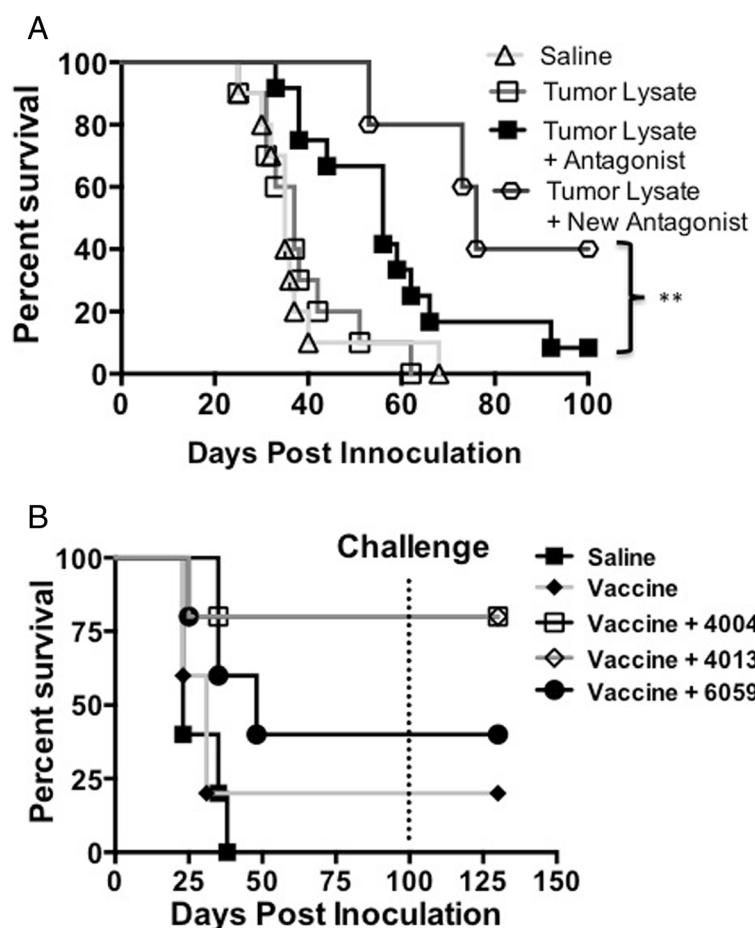 A
Percent survival
100
80
60
40
20
0
0 20 40 60 80 100
Days Post Innoculation
Saline
Tumor Lysate
Tumor Lysate
+ Antagonist
Tumor Lysate
+ New Antagonist
**
B
Percent survival
100
75
50
25
0
0 25 50 75 100 125 150
Days Post Inoculation
Challenge
Saline
Vaccine
Vaccine + 4004
Vaccine + 4013
Vaccine + 6059